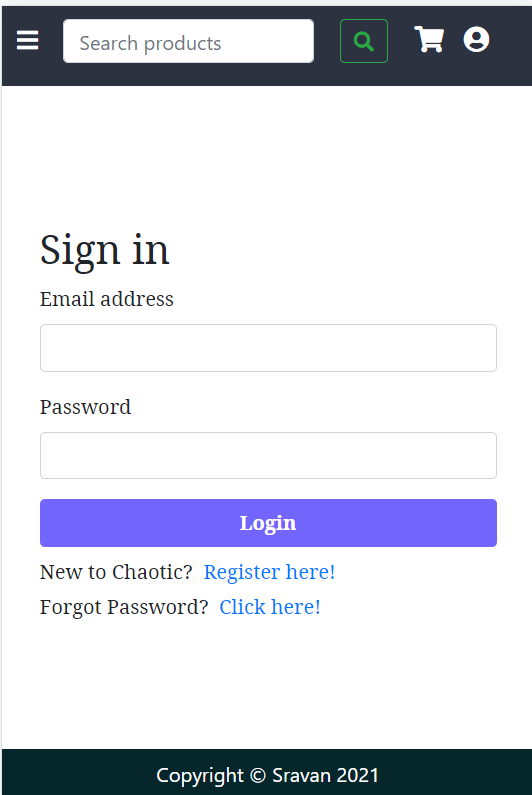 Search products
Sign in
Email address
Password
Login
New to Chaotic? Register here!
Forgot Password? Click here!
Copyright © Sravan 2021